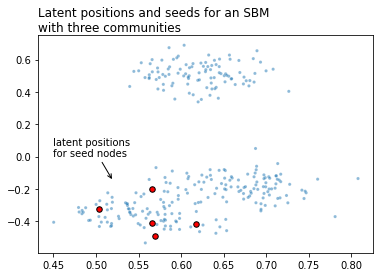 Latent positions and seeds for an SBM
with three communities
0.6
0.4
0.2
0.0
−0.2
−0.4
latent positions
for seed nodes
0.45 0.50 0.55 0.60 0.65 0.70 0.75 0.80